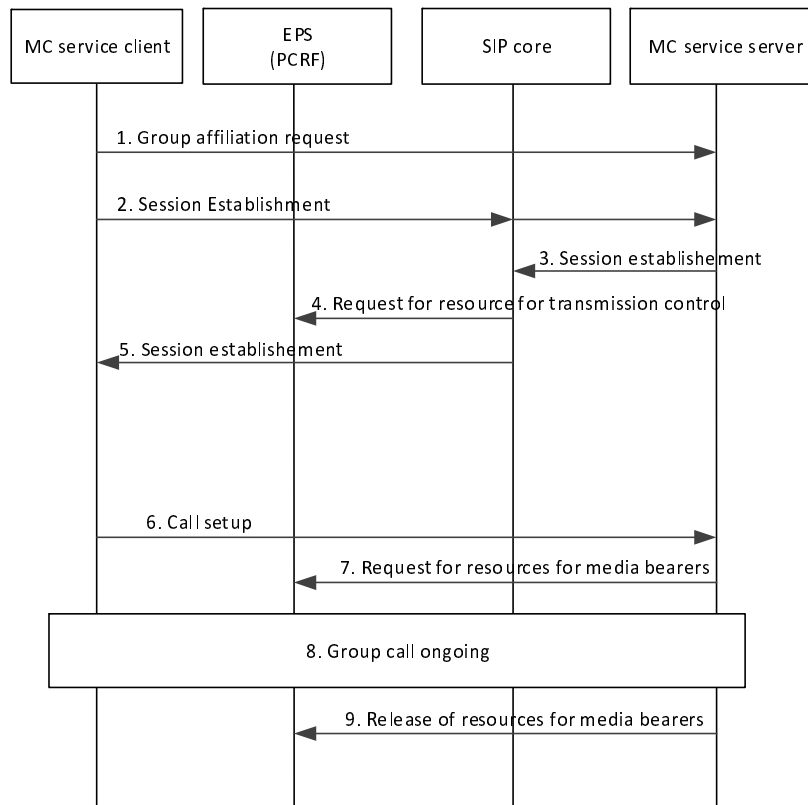 MC service client
EPS
(PCRF)
SIP core
MC service server
1. Group affiliation request
2. Session Establishment
3. Session establishement
4. Request for resource for transmission control
5. Session establishement
6. Call setup
7. Request for resources for media bearers
8. Group call ongoing
9. Release of resources for media bearers